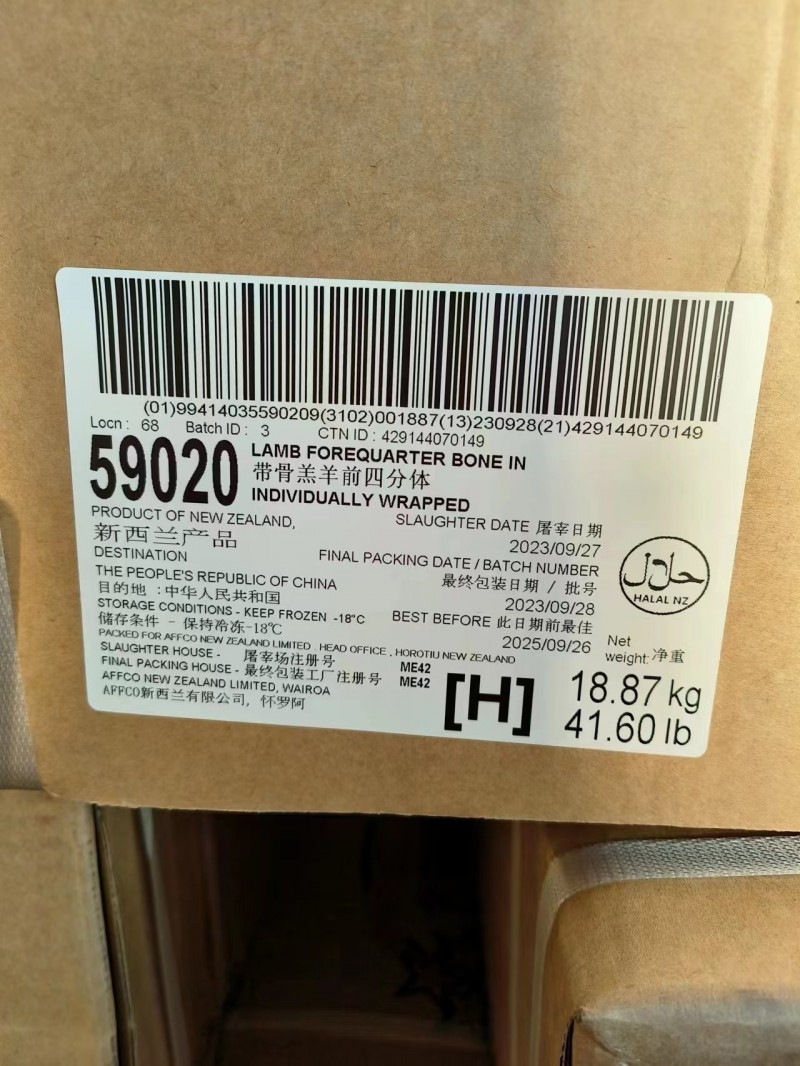 (01)99414035590209(3102)001887(13)230928(21)429144070149
Locn : 68 Batch ID : 3 CTN ID : 429144070149
59020
LAMB FOREQUARTER BONE IN
带骨羔羊前四分体
INDIVIDUALLY WRAPPED
PRODUCT OF NEW ZEALAND,
新西兰产品
DESTINATION
THE PEOPLE'S REPUBLIC OF CHINA
目的地 :中华人民共和国
STORAGE CONDITIONS - KEEP FROZEN -18°C
储存条件 - 保持冷冻-18℃
SLAUGHTER DATE 屠宰日期
2023/09/27
FINAL PACKING DATE / BATCH NUMBER
最终包装日期 / 批号
2023/09/28
BEST BEFORE 此日期前最佳
2025/09/26
حلال
HALAL NZ
PACKED FOR AFFCO NEW ZEALAND LIMITED . HEAD OFFICE , HOROTIU NEW ZEALAND
SLAUGHTER HOUSE - 屠宰场注册号 ME42
FINAL PACKING HOUSE - 最终包装工厂注册号 ME42
AFFCO NEW ZEALAND LIMITED, WAIROA
AFFCO新西兰有限公司, 怀罗阿
[H]
Net
weight: 净重
18.87 kg
41.60 lb